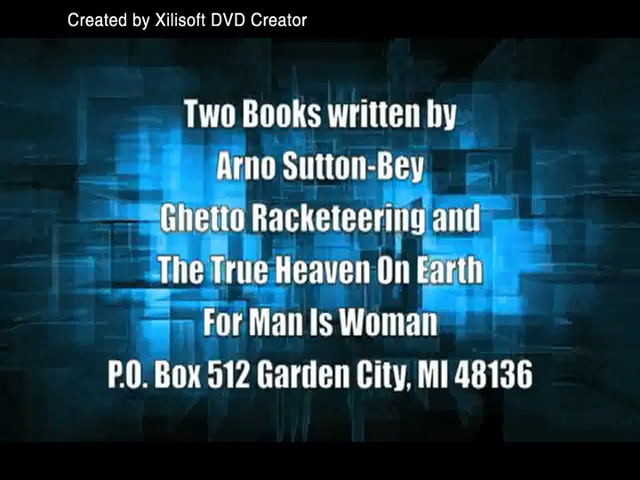 Created by Xilisoft DVD Creator
Two Books written by
Arno Sutton-Bey
Ghetto Racketeering and
The True Heaven On Earth
For Man Is Woman
P.O. Box 512 Garden City, MI 48136